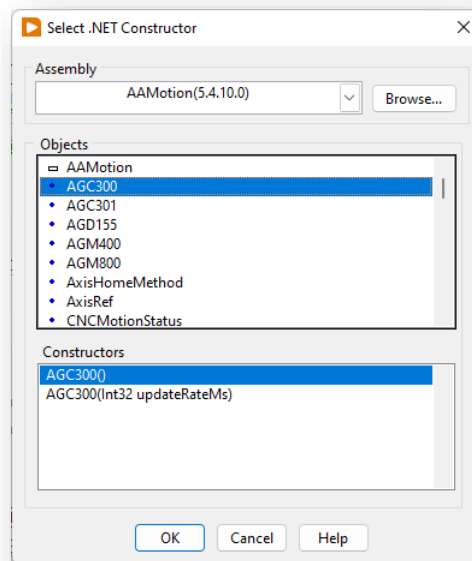 Select .NET Constructor
Assembly
AAMotion(5.4.10.0)
Browse...
Objects
AAMotion
AGC300
AGC301
AGD155
AGM400
AGM800
AxisHomeMethod
AxisRef
CNCMotionStatus
Constructors
AGC300()
AGC300(Int32 updateRateMs)
OK
Cancel
Help